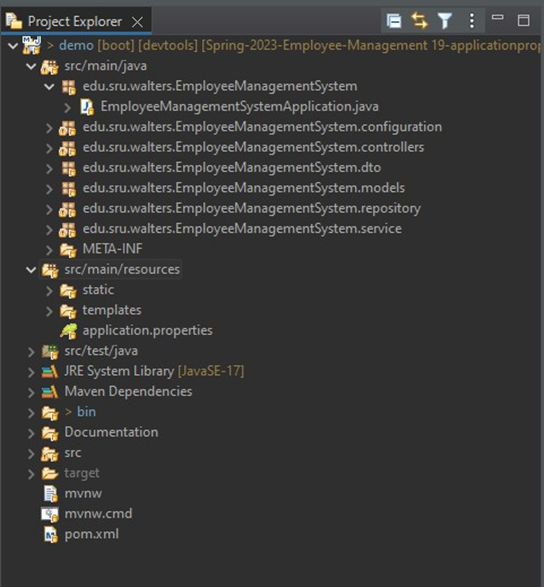 Project Explorer
> demo [boot] [devtools] [Spring-2023-Employee-Management 19-applicationprop
src/main/java
edu.sru.walters.EmployeeManagementSystem
EmployeeManagementSystemApplication.java
edu.sru.walters.EmployeeManagementSystem.configuration
edu.sru.walters.EmployeeManagementSystem.controllers
edu.sru.walters.EmployeeManagementSystem.dto
edu.sru.walters.EmployeeManagementSystem.models
edu.sru.walters.EmployeeManagementSystem.repository
edu.sru.walters.EmployeeManagementSystem.service
META-INF
src/main/resources
static
templates
application.properties
src/test/java
JRE System Library [JavaSE-17]
Maven Dependencies
> bin
Documentation
src
target
mvnw
mvnw.cmd
pom.xml